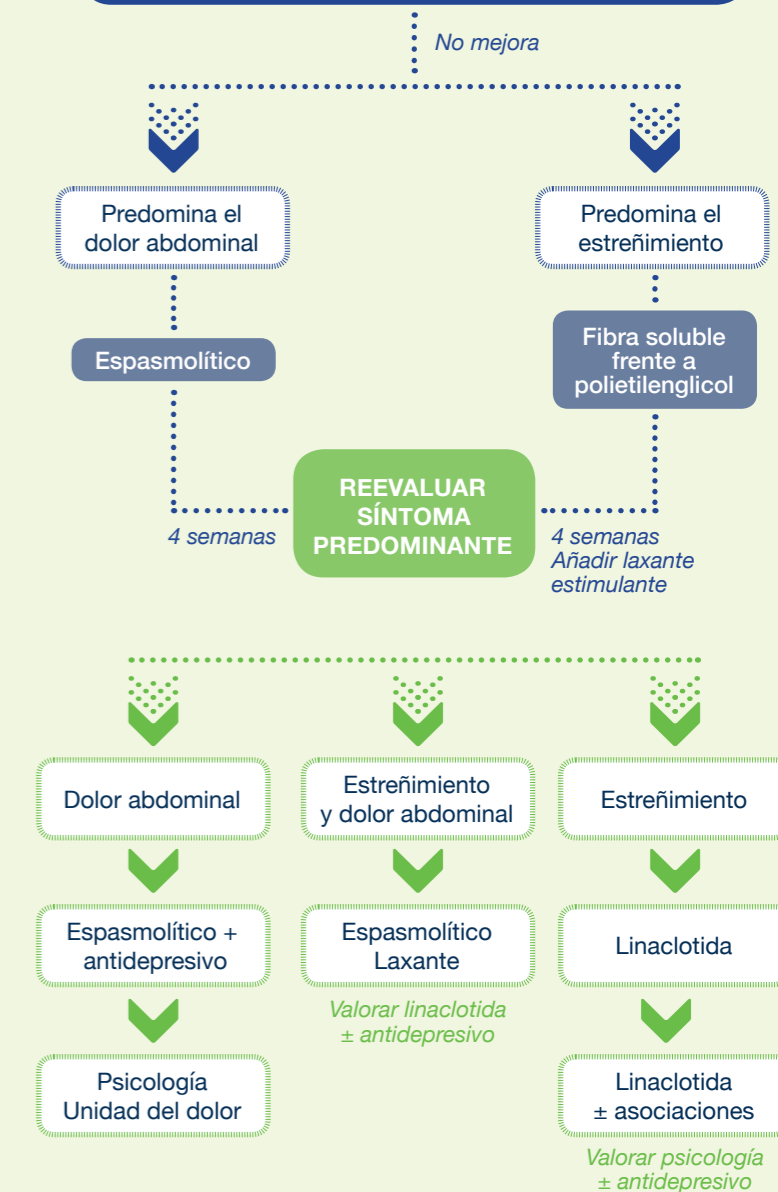 No mejora
Predomina el
dolor abdominal
Predomina el
estreñimiento
Espasmolítico
Fibra soluble
frente a
polietilenglicol
REEVALUAR
SÍNTOMA
PREDOMINANTE
4 semanas
4 semanas
Añadir laxante
estimulante
Dolor abdominal
Estreñimiento
y dolor abdominal
Estreñimiento
Espasmolítico +
antidepresivo
Espasmolítico
Laxante
Linaclotida
Valorar linaclotida
± antidepresivo
Psicología
Unidad del dolor
Linaclotida
± asociaciones
Valorar psicología
± antidepresivo